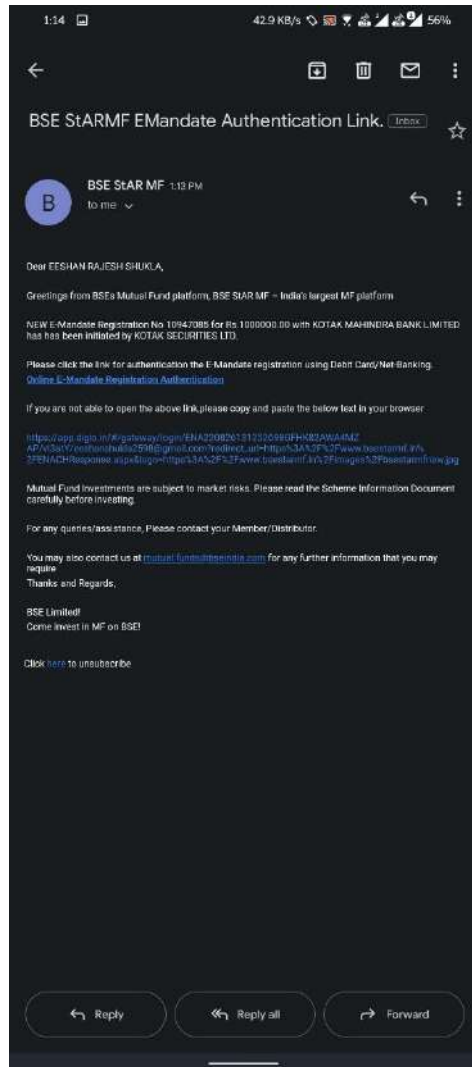 1:14 42.9 KB/s 56%
BSE StARMF EMandate Authentication Link. Inbox
B
BSE StAR MF 1:13 PM
to me
Dear EESHAN RAJESH SHUKLA,
Greetings from BSEs Mutual Fund platform, BSE StAR MF – India's largest MF platform
NEW E-Mandate Registration No 10947085 for Rs 1000000.00 with KOTAK MAHINDRA BANK LIMITED
has has been initiated by KOTAK SECURITIES LTD.
Please click the link for authentication the E-Mandate registration using Debit Card/Net-Banking.
Online E-Mandate Registration Authentication
If you are not able to open the above link,please copy and paste the below text in your browser
Mutual Fund Investments are subject to market risks. Please read the Scheme Information Document
carefully before investing.
For any queries/assistance, Please contact your Member/Distributor.
You may also contact us at for any further information that you may
require
Thanks and Regards,
BSE Limited!
Come invest in MF on BSE!
Click here to unsubscribe
Reply
Reply all
Forward